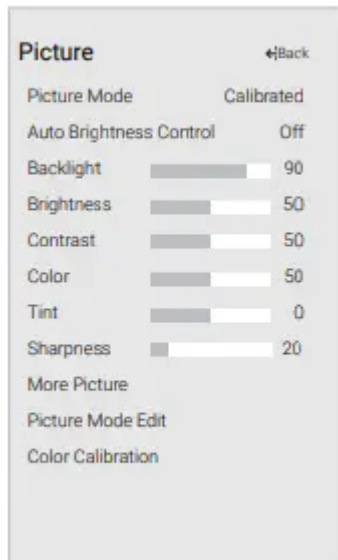 Picture Back
Picture Mode Calibrated
Auto Brightness Control Off
Backlight 90
Brightness 50
Contrast 50
Color 50
Tint 0
Sharpness 20
More Picture
Picture Mode Edit
Color Calibration